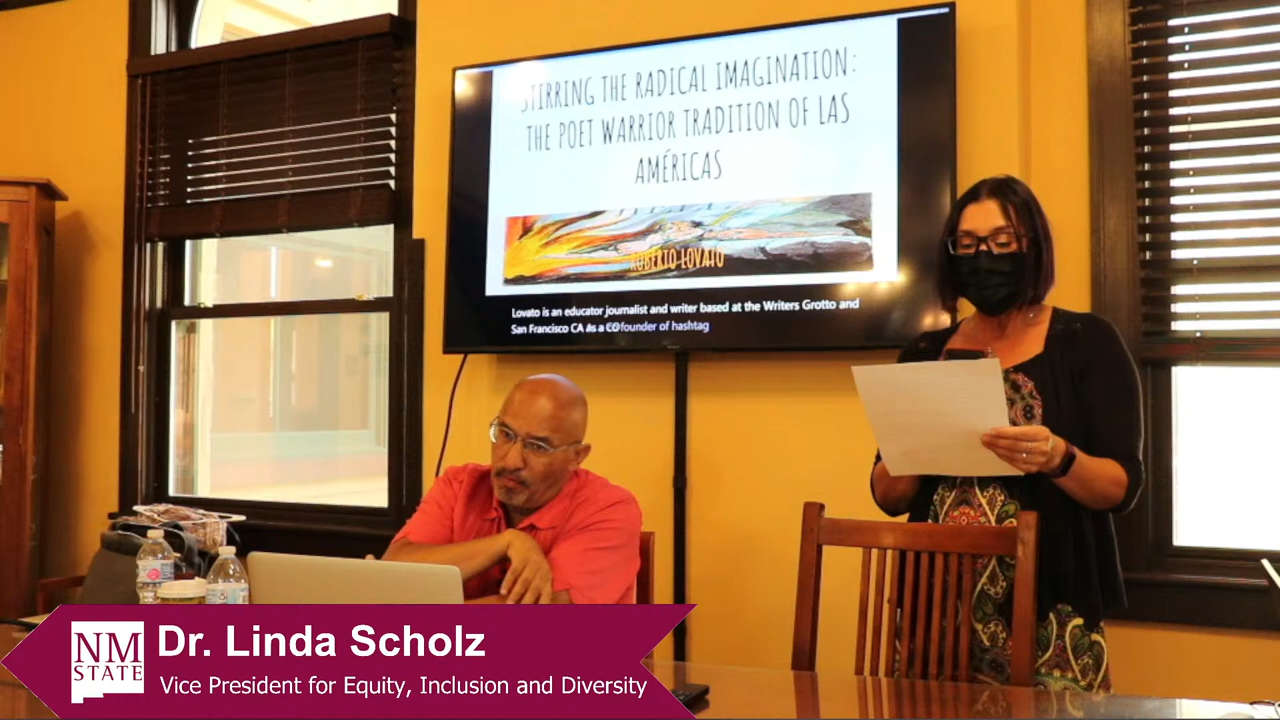 STIRRING THE RADICAL IMAGINATION:
THE POET WARRIOR TRADITION OF LAS
AMÉRICAS
ROBERTO LOVATO
Lovato is an educator journalist and writer based at the Writers Grotto and
San Francisco CA As a CO founder of hashtag
NM
STATE
Dr. Linda Scholz
Vice President for Equity, Inclusion and Diversity